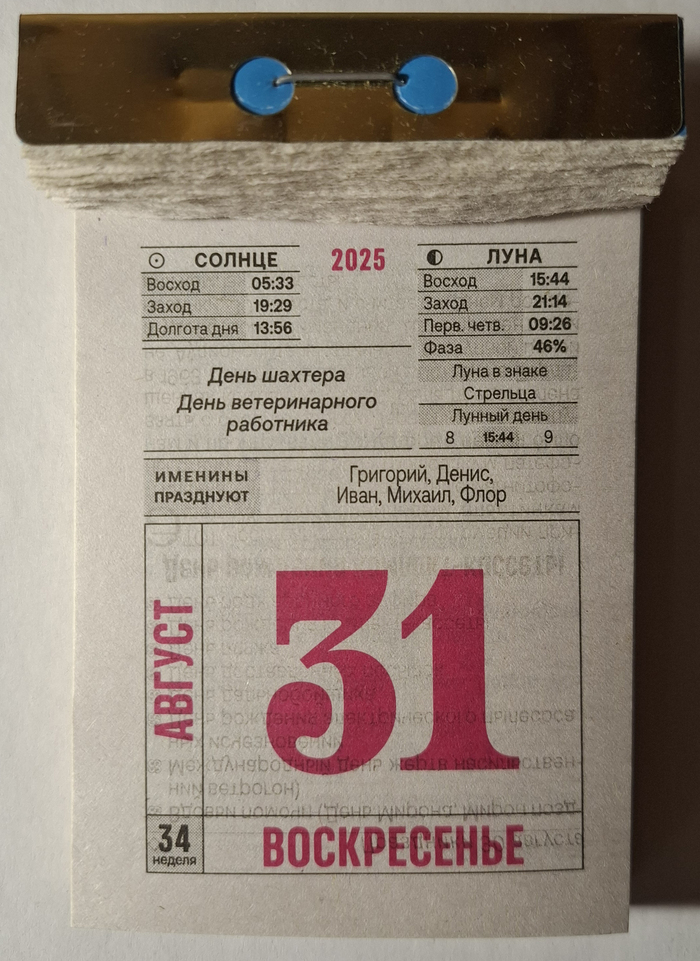 СОЛНЦЕ
Восход 05:33
Заход 19:29
Долгота дня 13:56
2025
ЛУНА
Восход 15:44
Заход 21:14
Перв. четв. 09:26
Фаза 46%
Луна в знаке
Стрельца
Лунный день
8 15:44 9
День шахтера
День ветеринарного
работника
ИМЕНИНЫ
ПРАЗДНУЮТ
Григорий, Денис,
Иван, Михаил, Флор
АВГУСТ
31
34
неделя
ВОСКРЕСЕНЬЕ